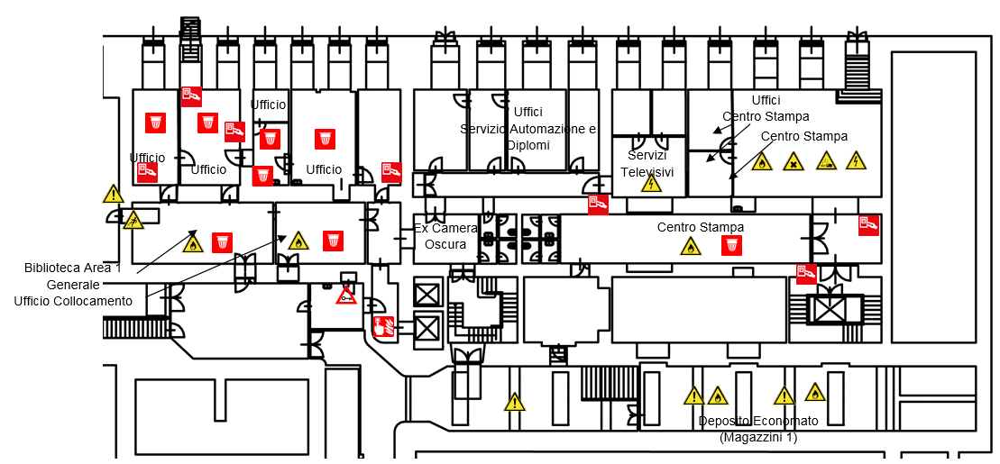 Ufficio
Ufficio
Ufficio
Ufficio
Uffici
Servizio Automazione e
Diplomi
Servizi
Televisivi
Uffici
Centro Stampa
Centro Stampa
Ex Camera
Oscura
Centro Stampa
Biblioteca Area 1
Generale
Ufficio Collocamento
Deposito Economato
(Magazzini 1)